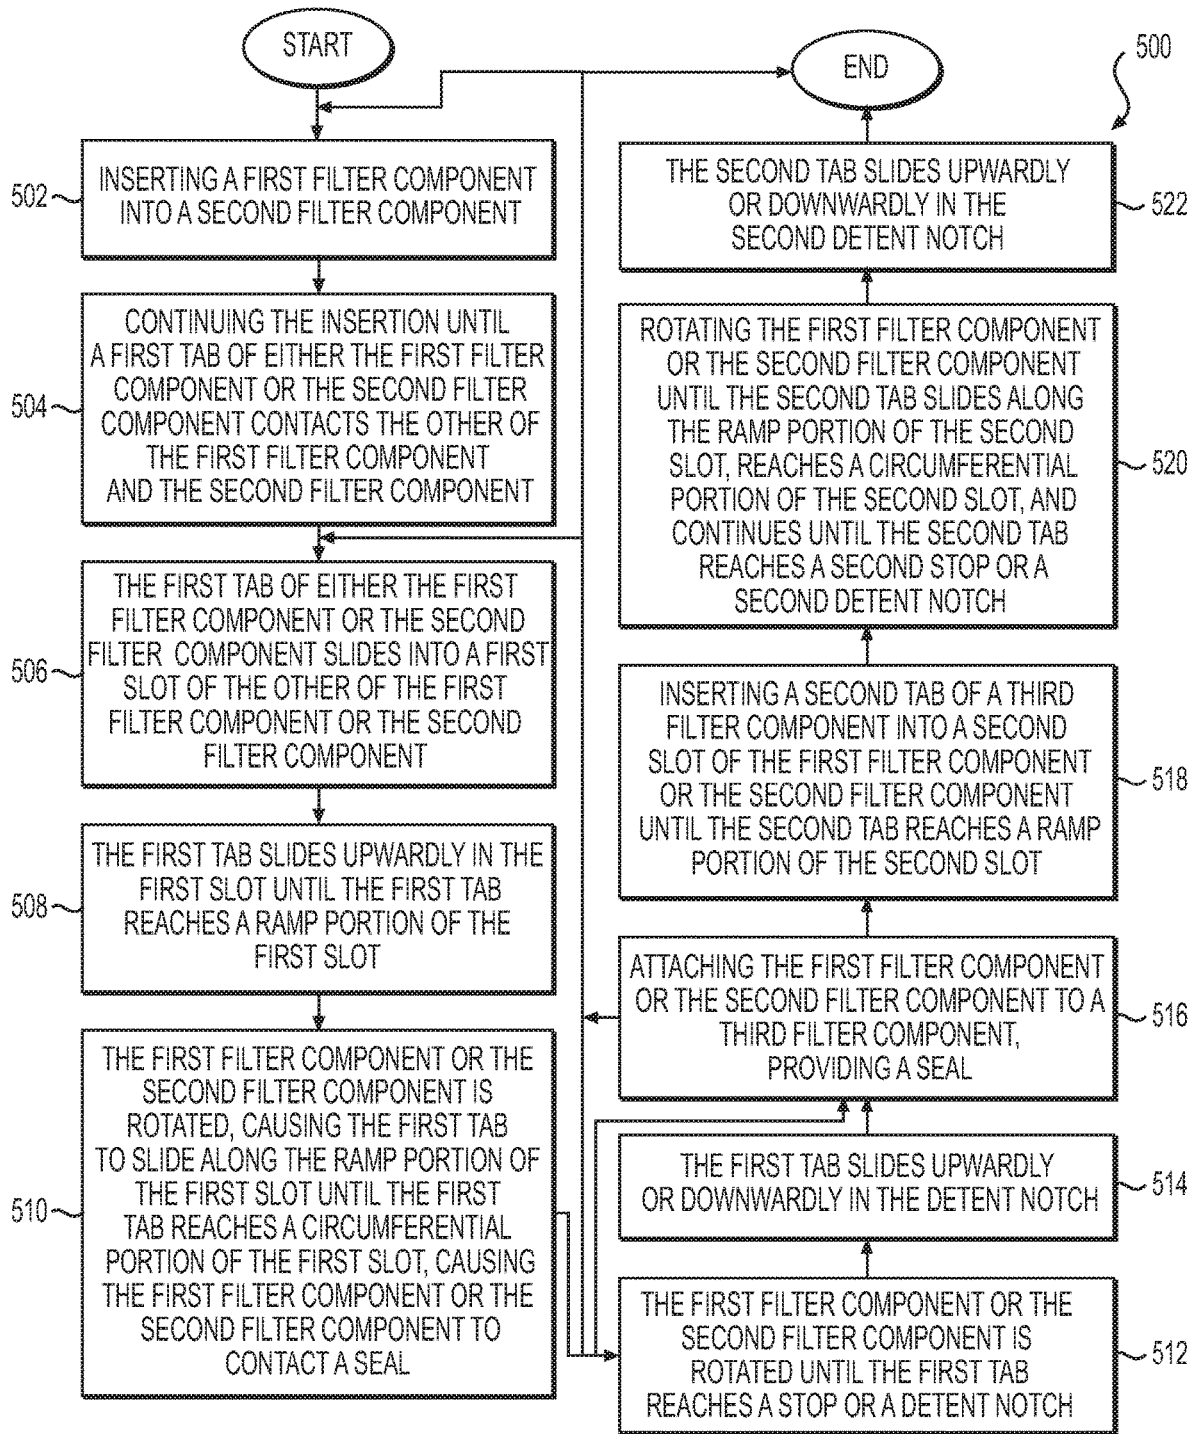 START
END
500
502
INSERTING A FIRST FILTER COMPONENT
INTO A SECOND FILTER COMPONENT
504
CONTINUING THE INSERTION UNTIL
A FIRST TAB OF EITHER THE FIRST FILTER
COMPONENT OR THE SECOND FILTER
COMPONENT CONTACTS THE OTHER OF
THE FIRST FILTER COMPONENT
AND THE SECOND FILTER COMPONENT
506
THE FIRST TAB OF EITHER THE FIRST
FILTER COMPONENT OR THE SECOND
FILTER COMPONENT SLIDES INTO A FIRST
SLOT OF THE OTHER OF THE FIRST
FILTER COMPONENT OR THE SECOND
FILTER COMPONENT
508
THE FIRST TAB SLIDES UPWARDLY IN THE
FIRST SLOT UNTIL THE FIRST TAB
REACHES A RAMP PORTION OF THE
FIRST SLOT
510
THE FIRST FILTER COMPONENT OR THE
SECOND FILTER COMPONENT IS
ROTATED, CAUSING THE FIRST TAB
TO SLIDE ALONG THE RAMP PORTION OF
THE FIRST SLOT UNTIL THE FIRST
TAB REACHES A CIRCUMFERENTIAL
PORTION OF THE FIRST SLOT, CAUSING
THE FIRST FILTER COMPONENT OR THE
SECOND FILTER COMPONENT TO
CONTACT A SEAL
THE FIRST FILTER COMPONENT OR THE
SECOND FILTER COMPONENT IS
ROTATED UNTIL THE FIRST TAB
REACHES A STOP OR A DETENT NOTCH
512
THE FIRST TAB SLIDES UPWARDLY
OR DOWNWARDLY IN THE DETENT NOTCH
514
ATTACHING THE FIRST FILTER COMPONENT
OR THE SECOND FILTER COMPONENT TO A
THIRD FILTER COMPONENT,
PROVIDING A SEAL
516
INSERTING A SECOND TAB OF A THIRD
FILTER COMPONENT INTO A SECOND
SLOT OF THE FIRST FILTER COMPONENT
OR THE SECOND FILTER COMPONENT
UNTIL THE SECOND TAB REACHES A RAMP
PORTION OF THE SECOND SLOT
518
ROTATING THE FIRST FILTER COMPONENT
OR THE SECOND FILTER COMPONENT
UNTIL THE SECOND TAB SLIDES ALONG
THE RAMP PORTION OF THE SECOND
SLOT, REACHES A CIRCUMFERENTIAL
PORTION OF THE SECOND SLOT, AND
CONTINUES UNTIL THE SECOND TAB
REACHES A SECOND STOP OR A
SECOND DETENT NOTCH
520
THE SECOND TAB SLIDES UPWARDLY
OR DOWNWARDLY IN THE
SECOND DETENT NOTCH
522